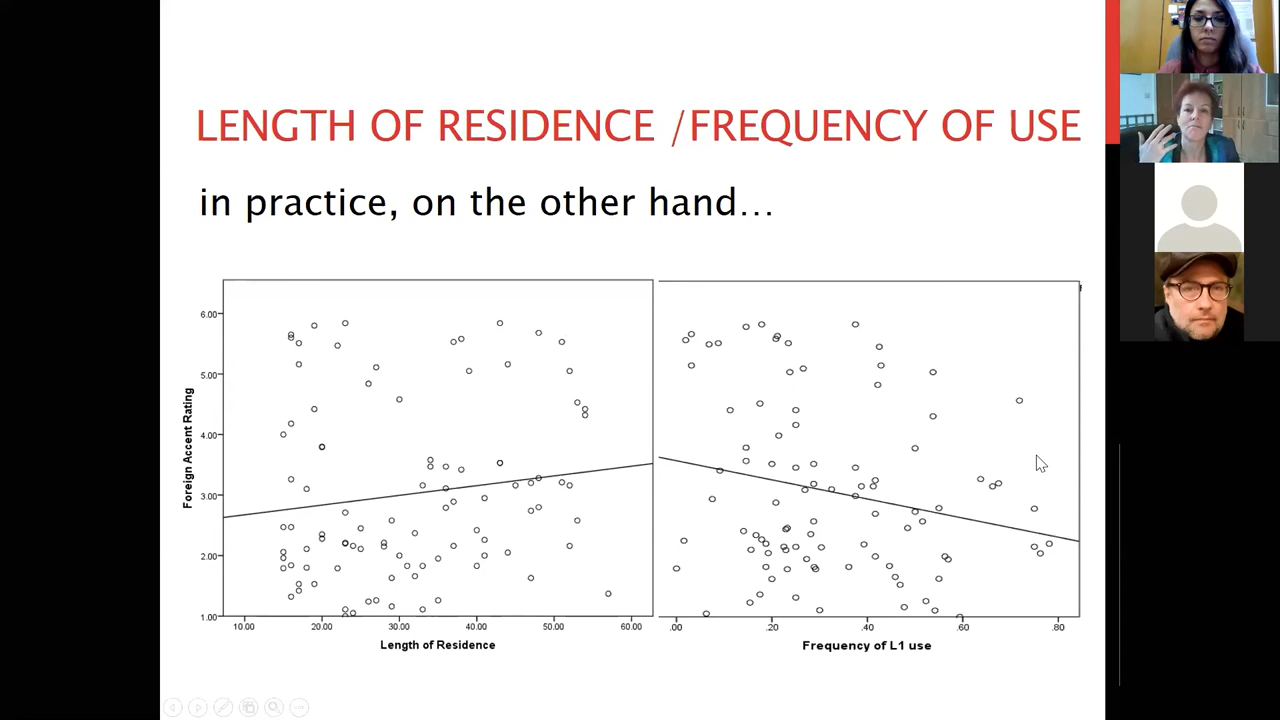 LENGTH OF RESIDENCE /FREQUENCY OF USE
in practice, on the other hand…
Foreign Accent Rating
6.00
5.00
4.00
3.00
2.00
1.00
10.00 20.00 30.00 40.00 50.00 60.00
Length of Residence
.00 .20 .40 .60 .80
Frequency of L1 use